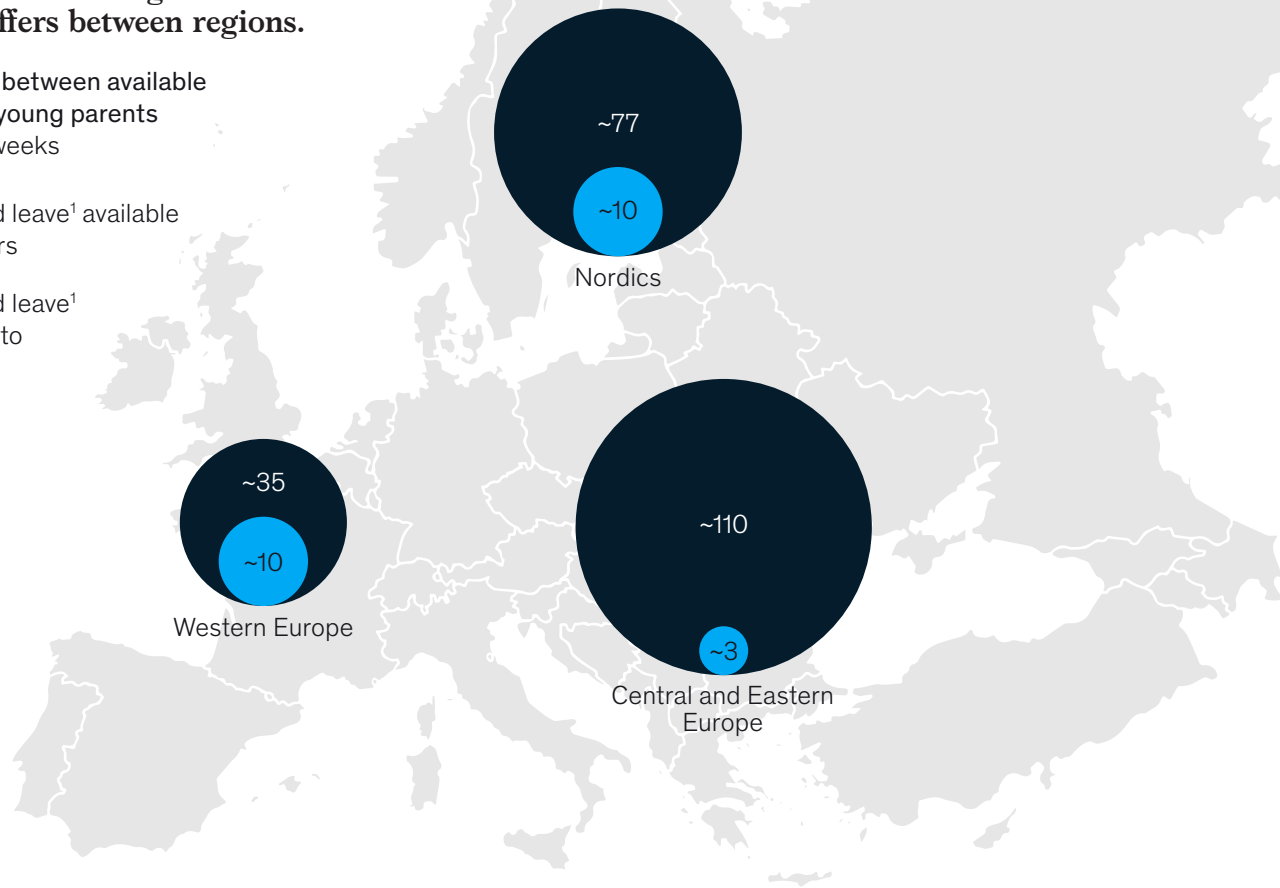 ffers between regions.
between available
young parents
weeks
d leave¹ available
rs
d leave¹
to
~77
~10
Nordics
~35
~10
Western Europe
~110
~3
Central and Eastern
Europe